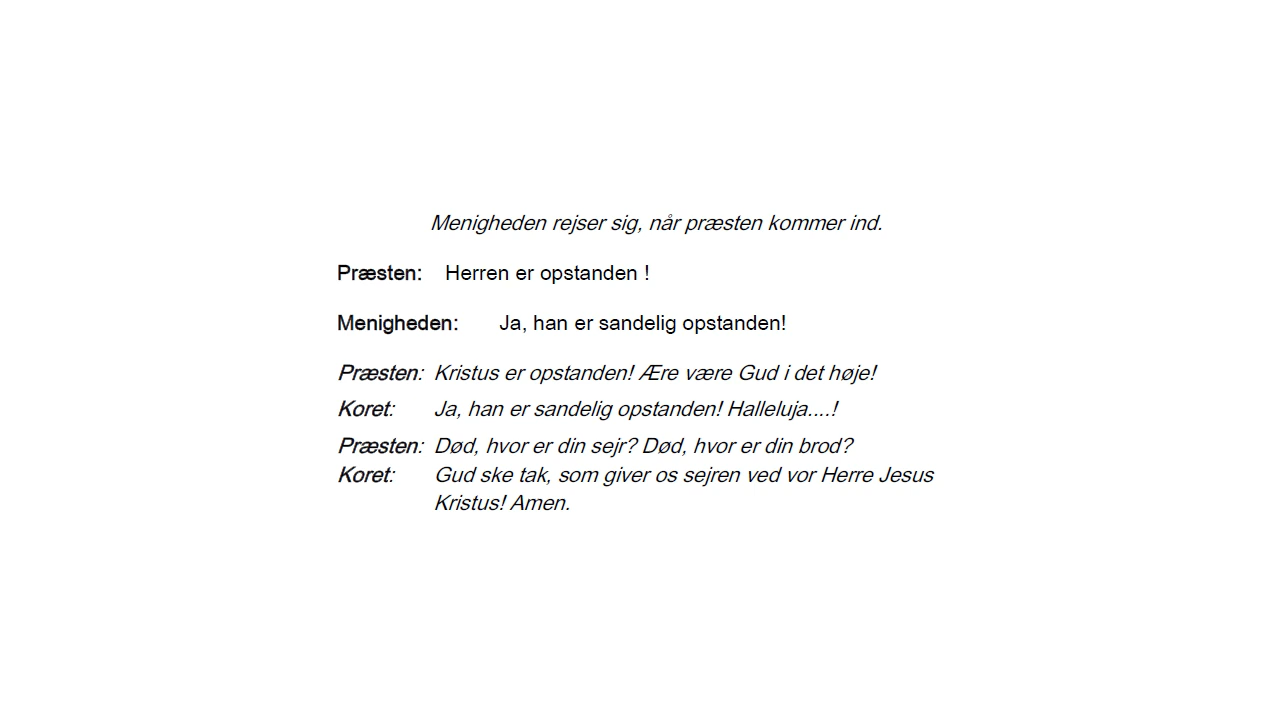 Menigheden rejser sig, når præsten kommer ind.
Præsten: Herren er opstanden !
Menigheden: Ja, han er sandelig opstanden!
Præsten: Kristus er opstanden! Ære være Gud i det høje!
Koret: Ja, han er sandelig opstanden! Halleluja....!
Præsten: Død, hvor er din sejr? Død, hvor er din brod?
Koret: Gud ske tak, som giver os sejren ved vor Herre Jesus
Kristus! Amen.